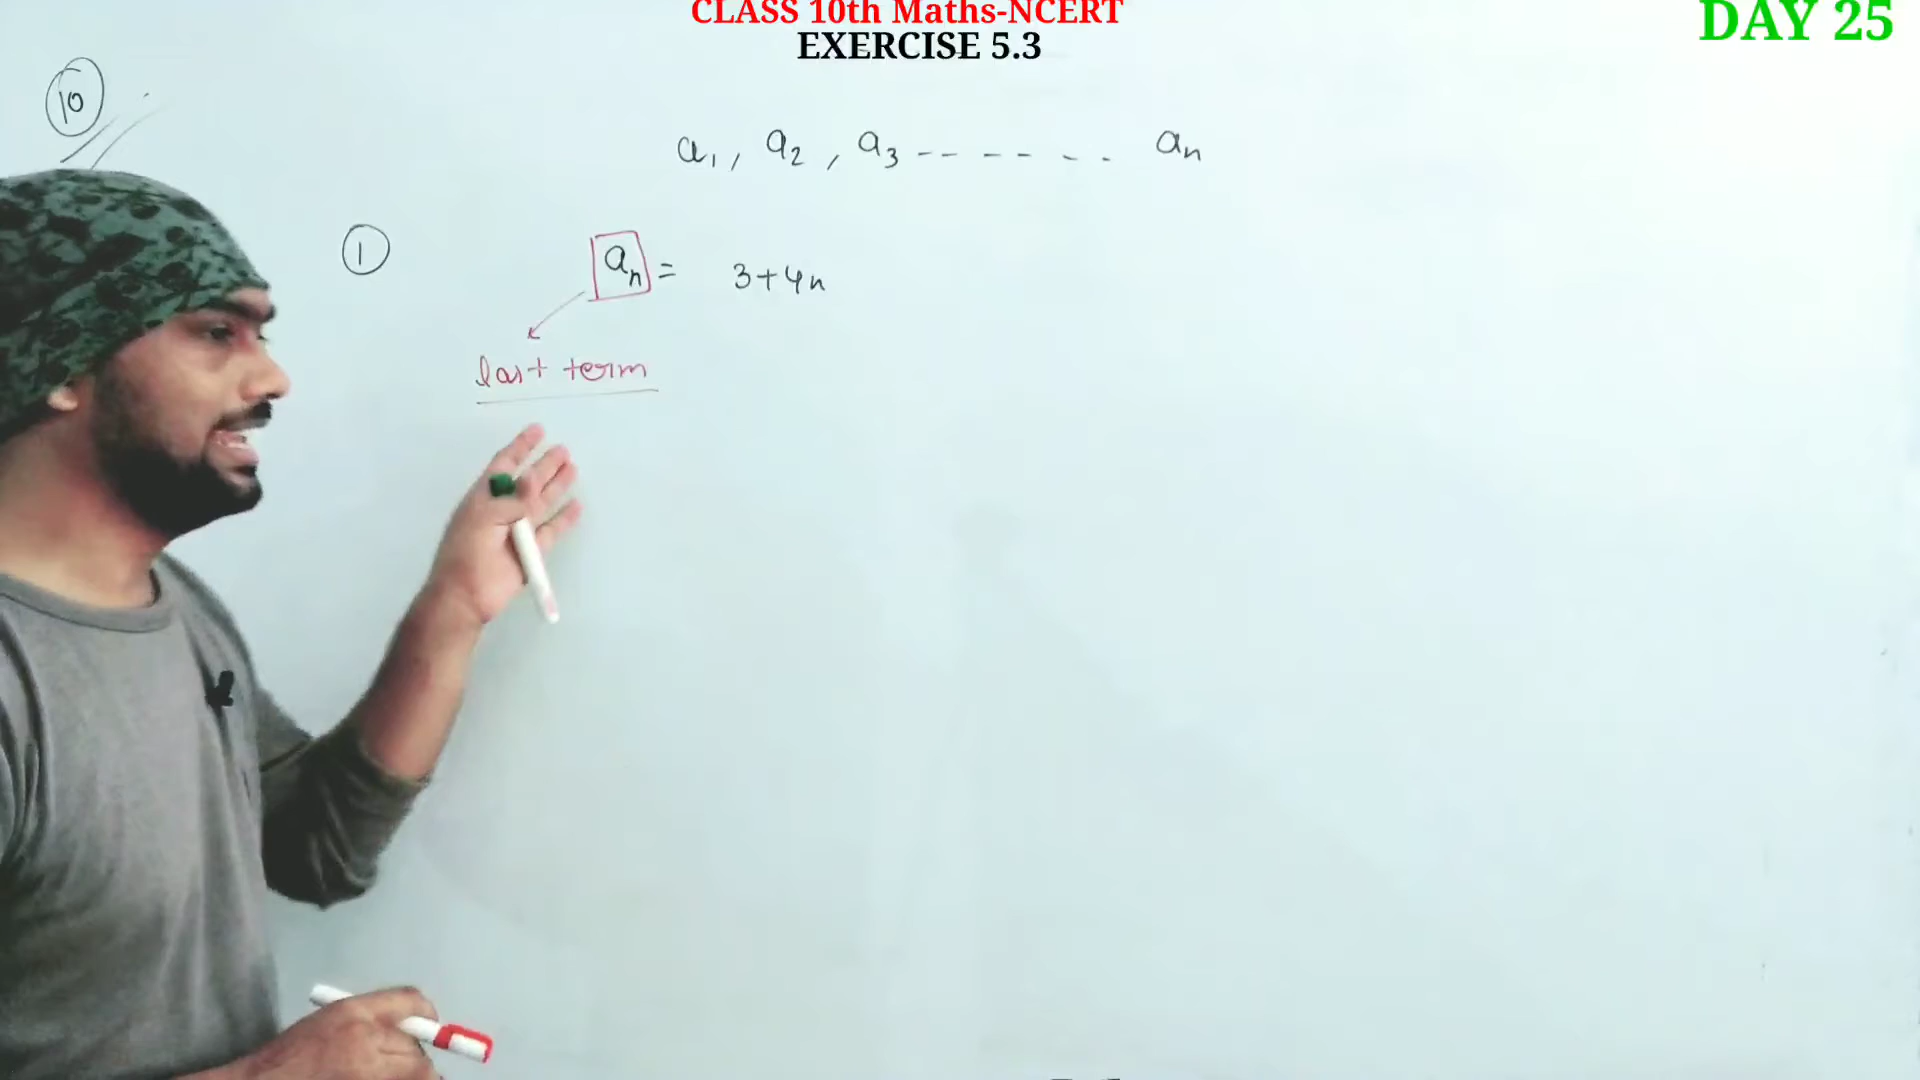 CLASS 10th Maths-NCERT
EXERCISE 5.3
DAY 25
10
a₁, a₂, a₃ -- -- -- aₙ
1
aₙ = 3+4n
last term